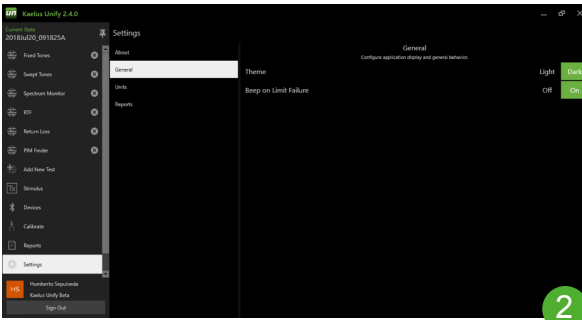 un Kaelus Unify 2.4.0
Current State
2018Jul20_091825A
Fixed Tones
Swept Tones
Spectrum Monitor
RTF
Return Loss
PIM Finder
Add New Test
Tx Stimulus
Devices
Calibrate
Reports
Settings
HS
Humberto Sepulveda
Kaelus Unify Beta
Sign Out
Settings
About
General
Units
Reports
General
Configure application display and general behavior.
Theme Light Dark
Beep on Limit Failure Off On
2